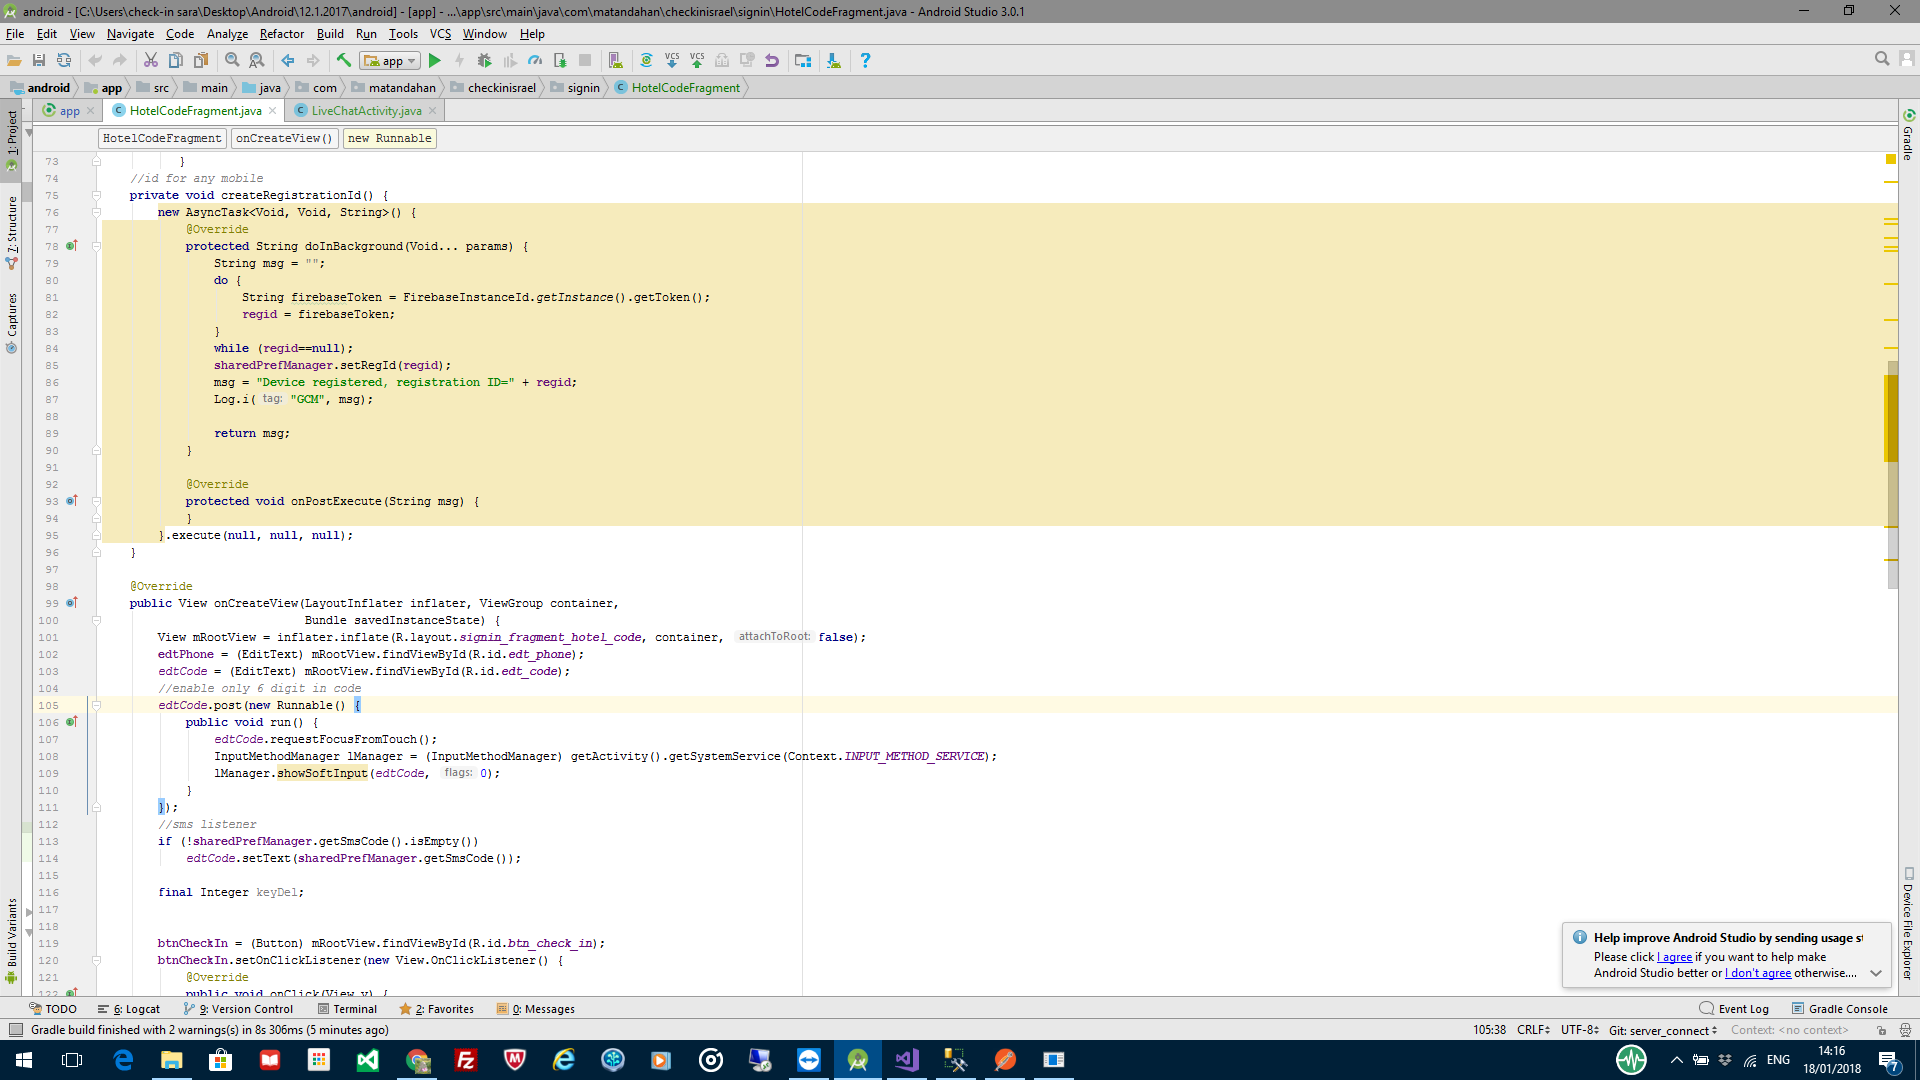 android - [C:\Users\check-in sara\Desktop\Android\12.1.2017\android] - [app] - ...\app\src\main\java\com\matandahan\checkinisrael\signin\HotelCodeFragment.java - Android Studio 3.0.1
File Edit View Navigate Code Analyze Refactor Build Run Tools VCS Window Help
app
android app src main java com matandahan checkinisrael signin HotelCodeFragment
app HotelCodeFragment.java LiveChatActivity.java
HotelCodeFragment onCreateView() new Runnable
1: Project
7: Structure
Captures
Build Variants
Gradle
Device File Explorer
73 }
74 //id for any mobile
75 private void createRegistrationId() {
76 new AsyncTask<Void, Void, String>() {
77 @Override
78 protected String doInBackground(Void... params) {
79 String msg = "";
80 do {
81 String firebaseToken = FirebaseInstanceId.getInstance().getToken();
82 regid = firebaseToken;
83 }
84 while (regid==null);
85 sharedPrefManager.setRegId(regid);
86 msg = "Device registered, registration ID=" + regid;
87 Log.i( tag: "GCM", msg);
88
89 return msg;
90 }
91
92 @Override
93 protected void onPostExecute(String msg) {
94 }
95 }.execute(null, null, null);
96 }
97
98 @Override
99 public View onCreateView(LayoutInflater inflater, ViewGroup container,
100 Bundle savedInstanceState) {
101 View mRootView = inflater.inflate(R.layout.signin_fragment_hotel_code, container, attachToRoot: false);
102 edtPhone = (EditText) mRootView.findViewById(R.id.edt_phone);
103 edtCode = (EditText) mRootView.findViewById(R.id.edt_code);
104 //enable only 6 digit in code
105 edtCode.post(new Runnable() {
106 public void run() {
107 edtCode.requestFocusFromTouch();
108 InputMethodManager lManager = (InputMethodManager) getActivity().getSystemService(Context.INPUT_METHOD_SERVICE);
109 lManager.showSoftInput(edtCode, flags: 0);
110 }
111 });
112 //sms listener
113 if (!sharedPrefManager.getSmsCode().isEmpty())
114 edtCode.setText(sharedPrefManager.getSmsCode());
115
116 final Integer keyDel;
117
118
119 btnCheckIn = (Button) mRootView.findViewById(R.id.btn_check_in);
120 btnCheckIn.setOnClickListener(new View.OnClickListener() {
121 @Override
122 public void onClick(View v) {
Help improve Android Studio by sending usage st
Please click I agree if you want to help make
Android Studio better or I don't agree otherwise....
TODO 6: Logcat 9: Version Control Terminal 2: Favorites 0: Messages Event Log Gradle Console
Gradle build finished with 2 warnings(s) in 8s 306ms (5 minutes ago) 105:38 CRLF UTF-8 Git: server_connect Context: <no context>
ENG 14:16
18/01/2018
7